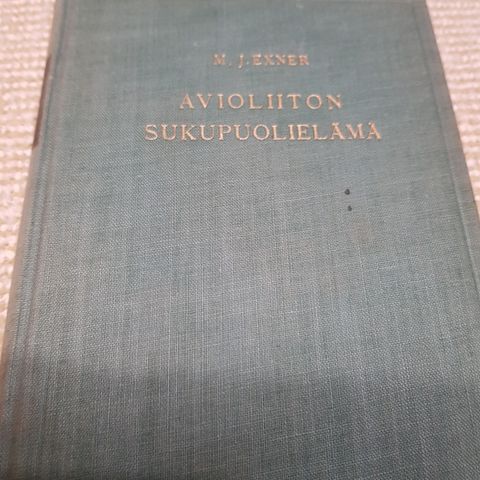 M. J. EXNER
AVIOLIITON
SUKUPUOLIELÄMÄ